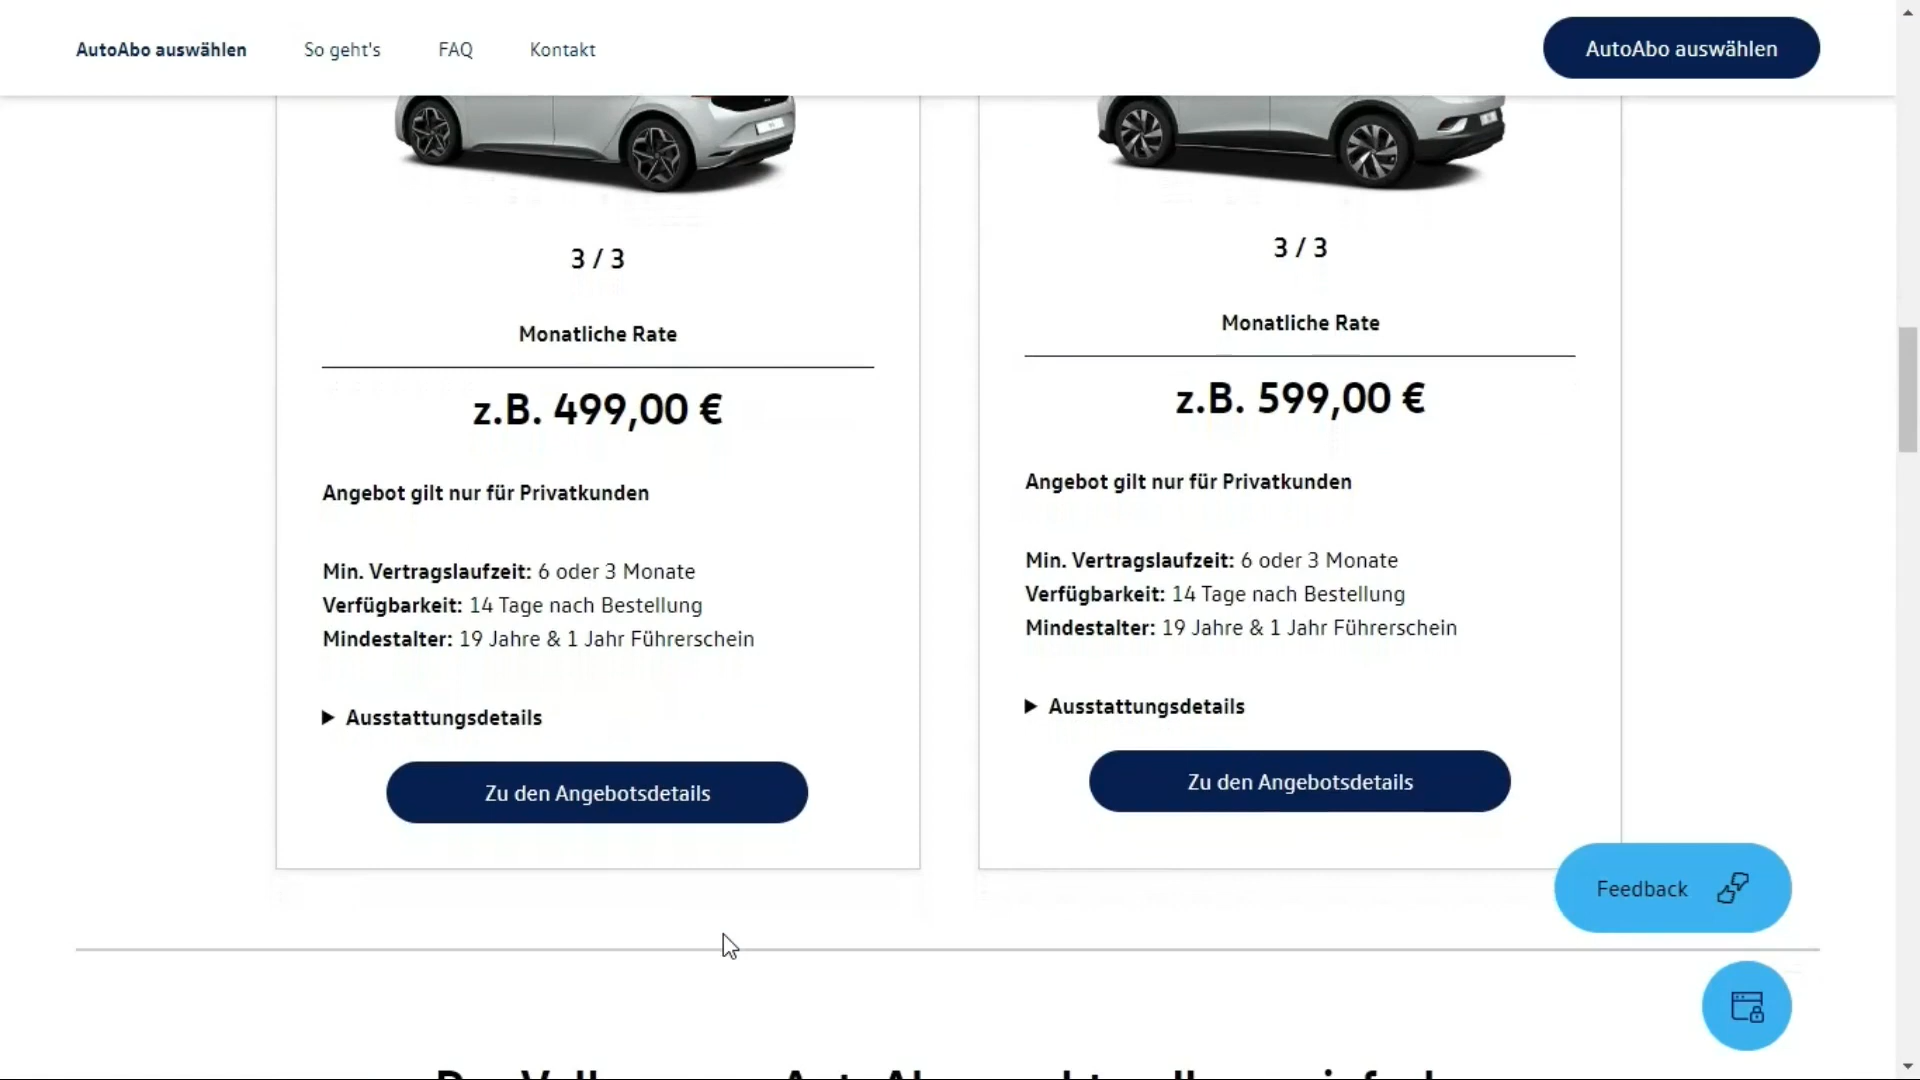 AutoAbo auswählen
So geht's
FAQ
Kontakt
AutoAbo auswählen
3 / 3
Monatliche Rate
z.B. 499,00 €
Angebot gilt nur für Privatkunden
Min. Vertragslaufzeit: 6 oder 3 Monate
Verfügbarkeit: 14 Tage nach Bestellung
Mindestalter: 19 Jahre & 1 Jahr Führerschein
Ausstattungsdetails
Zu den Angebotsdetails
3 / 3
Monatliche Rate
z.B. 599,00 €
Angebot gilt nur für Privatkunden
Min. Vertragslaufzeit: 6 oder 3 Monate
Verfügbarkeit: 14 Tage nach Bestellung
Mindestalter: 19 Jahre & 1 Jahr Führerschein
Ausstattungsdetails
Zu den Angebotsdetails
Feedback